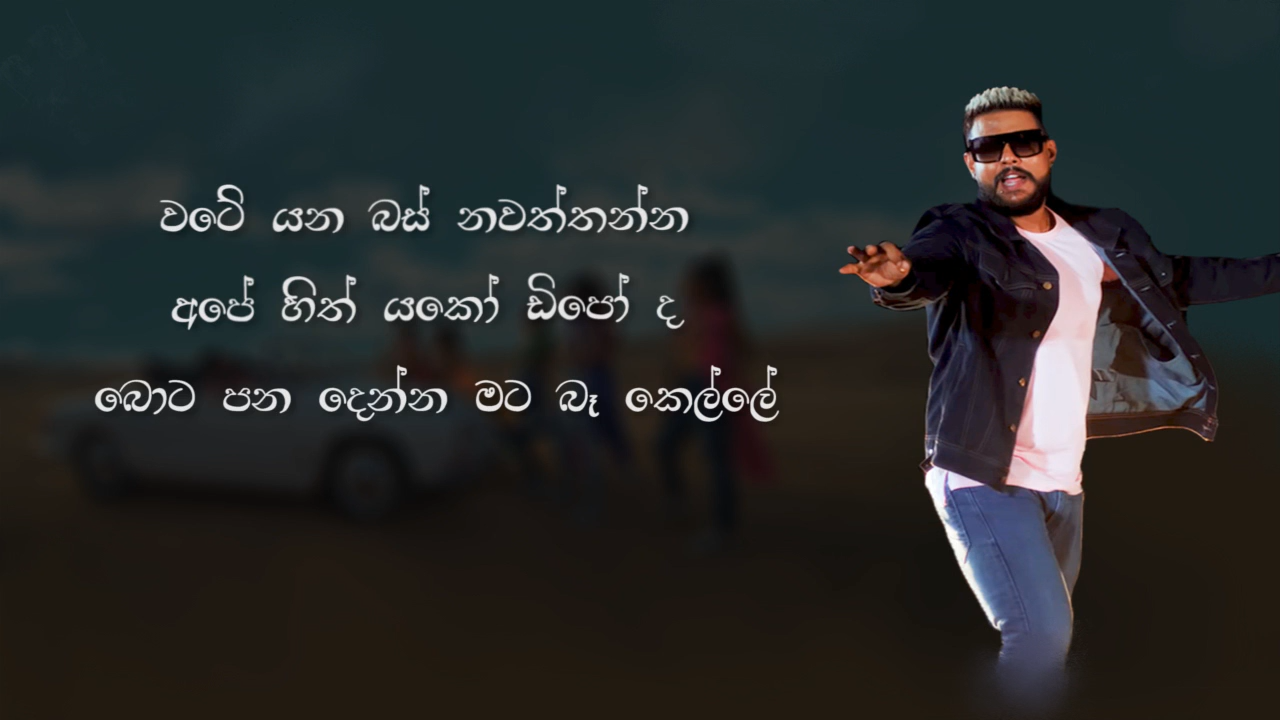 වටේ යන බස් නවත්තන්න
අපේ හිත් යකෝ ඩිපෝ ද
බොට පන දෙන්න මට බෑ කෙල්ලේ